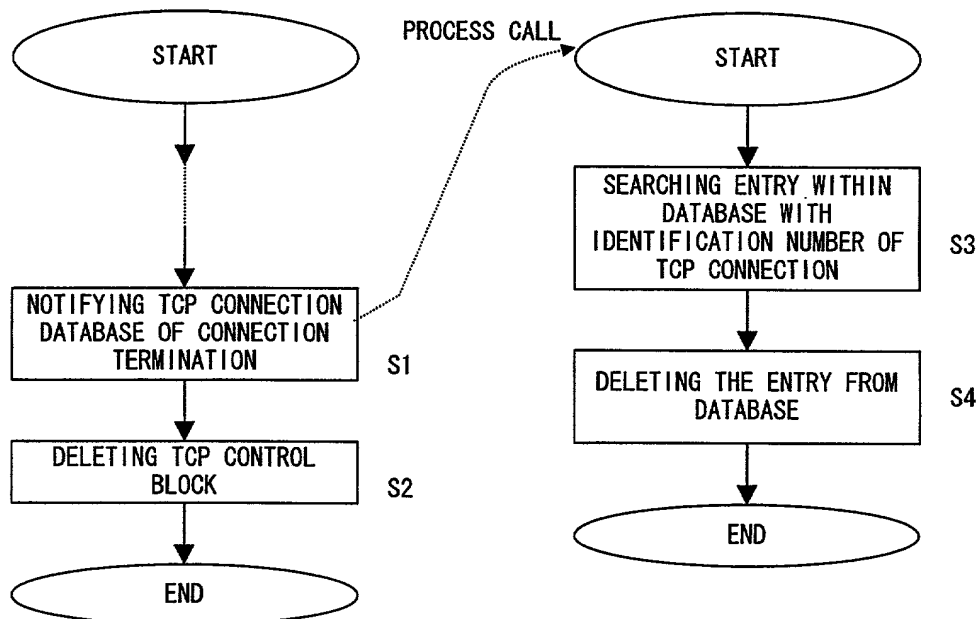 START
NOTIFYING TCP CONNECTION
DATABASE OF CONNECTION
TERMINATION
S1
DELETING TCP CONTROL
BLOCK
S2
END
PROCESS CALL
START
SEARCHING ENTRY WITHIN
DATABASE WITH
IDENTIFICATION NUMBER OF
TCP CONNECTION
S3
DELETING THE ENTRY FROM
DATABASE
S4
END